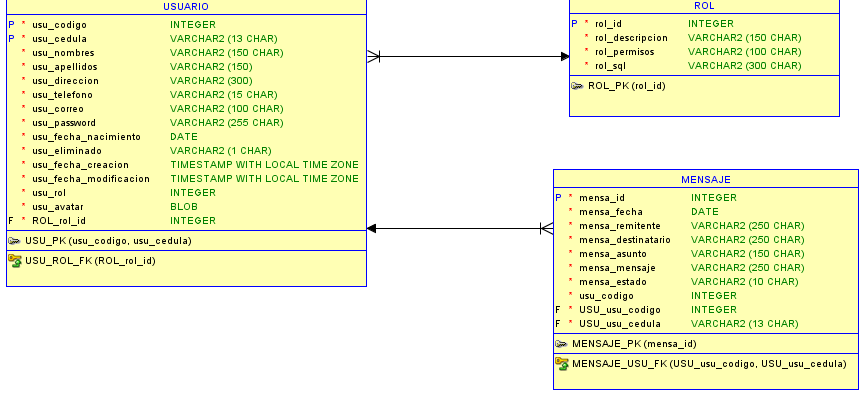 USUARIO
P * usu_codigo INTEGER
P * usu_cedula VARCHAR2 (13 CHAR)
* usu_nombres VARCHAR2 (150 CHAR)
* usu_apellidos VARCHAR2 (150)
* usu_direccion VARCHAR2 (300)
* usu_telefono VARCHAR2 (15 CHAR)
* usu_correo VARCHAR2 (100 CHAR)
* usu_password VARCHAR2 (255 CHAR)
* usu_fecha_nacimiento DATE
* usu_eliminado VARCHAR2 (1 CHAR)
* usu_fecha_creacion TIMESTAMP WITH LOCAL TIME ZONE
* usu_fecha_modificacion TIMESTAMP WITH LOCAL TIME ZONE
* usu_rol INTEGER
* usu_avatar BLOB
F * ROL_rol_id INTEGER
USU_PK (usu_codigo, usu_cedula)
USU_ROL_FK (ROL_rol_id)
ROL
P * rol_id INTEGER
* rol_descripcion VARCHAR2 (150 CHAR)
* rol_permisos VARCHAR2 (100 CHAR)
* rol_sql VARCHAR2 (300 CHAR)
ROL_PK (rol_id)
MENSAJE
P * mensa_id INTEGER
* mensa_fecha DATE
* mensa_remitente VARCHAR2 (250 CHAR)
* mensa_destinatario VARCHAR2 (250 CHAR)
* mensa_asunto VARCHAR2 (150 CHAR)
* mensa_mensaje VARCHAR2 (250 CHAR)
* mensa_estado VARCHAR2 (10 CHAR)
* usu_codigo INTEGER
F * USU_usu_codigo INTEGER
F * USU_usu_cedula VARCHAR2 (13 CHAR)
MENSAJE_PK (mensa_id)
MENSAJE_USU_FK (USU_usu_codigo, USU_usu_cedula)